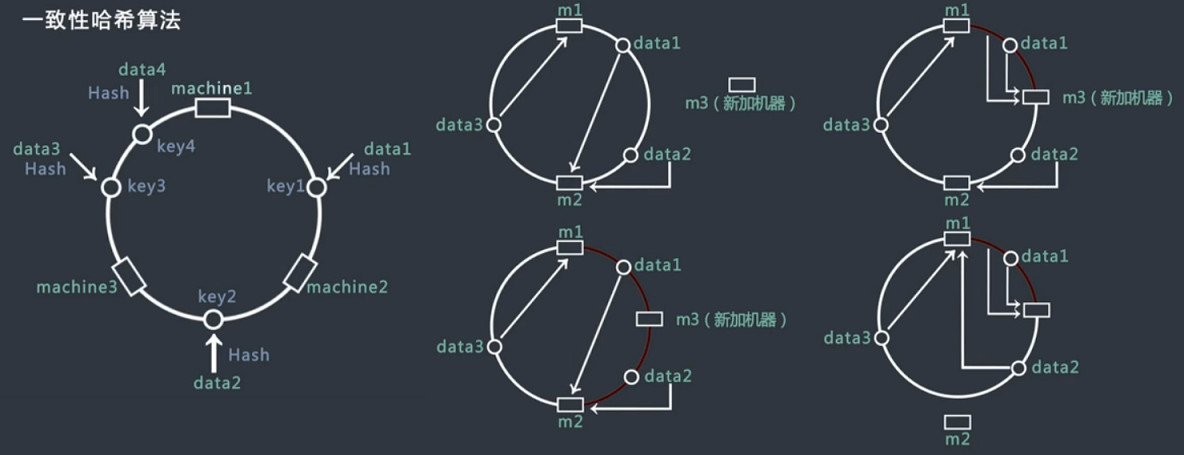 一致性哈希算法
data4
Hash
machine1
data3
Hash
key4
data1
Hash
key3
key1
machine3
key2
machine2
Hash
data2
m1
data1
m3（新加机器）
data3
data2
m2
m1
data1
m3（新加机器）
data3
data2
m2
m1
data1
m3（新加机器）
data3
data2
m2
m1
data1
data3
data2
m2